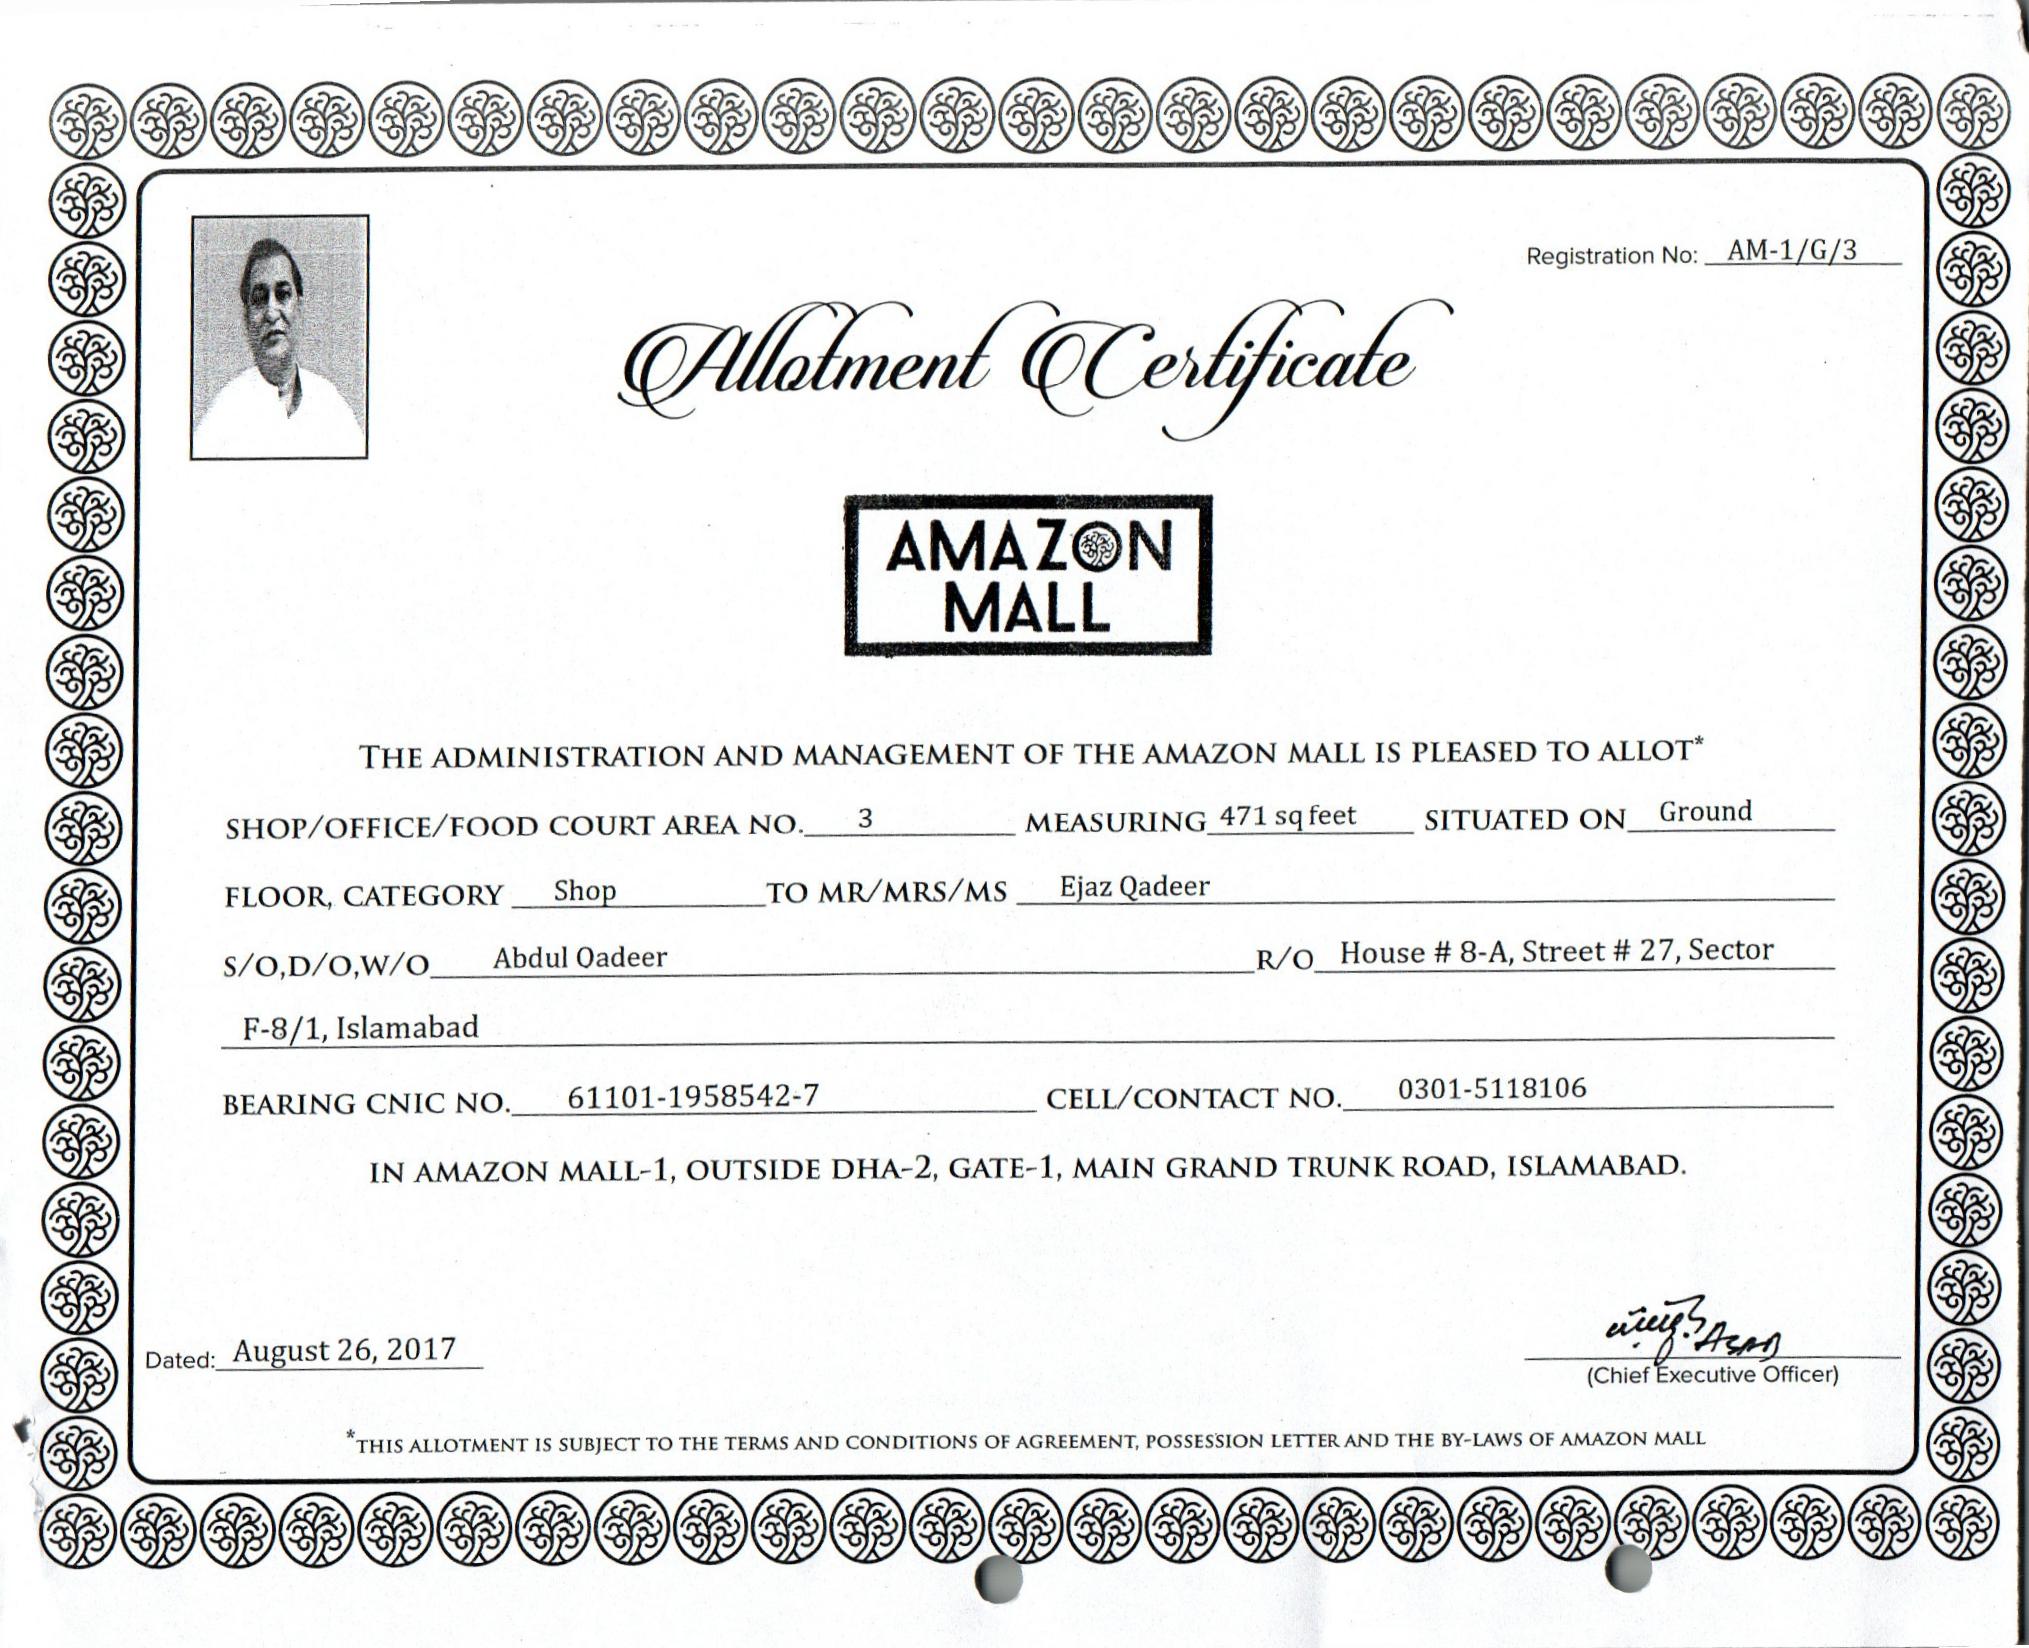 Registration No: AM-1/G/3
Allotment Certificate
AMAZON
MALL
THE ADMINISTRATION AND MANAGEMENT OF THE AMAZON MALL IS PLEASED TO ALLOT*
SHOP/OFFICE/FOOD COURT AREA NO. 3 MEASURING 471 sq feet SITUATED ON Ground
FLOOR, CATEGORY Shop TO MR/MRS/MS Ejaz Qadeer
S/O,D/O,W/O Abdul Qadeer R/O House # 8-A, Street # 27, Sector
F-8/1, Islamabad
BEARING CNIC NO. 61101-1958542-7 CELL/CONTACT NO. 0301-5118106
IN AMAZON MALL-1, OUTSIDE DHA-2, GATE-1, MAIN GRAND TRUNK ROAD, ISLAMABAD.
Dated: August 26, 2017
(Chief Executive Officer)
*THIS ALLOTMENT IS SUBJECT TO THE TERMS AND CONDITIONS OF AGREEMENT, POSSESSION LETTER AND THE BY-LAWS OF AMAZON MALL